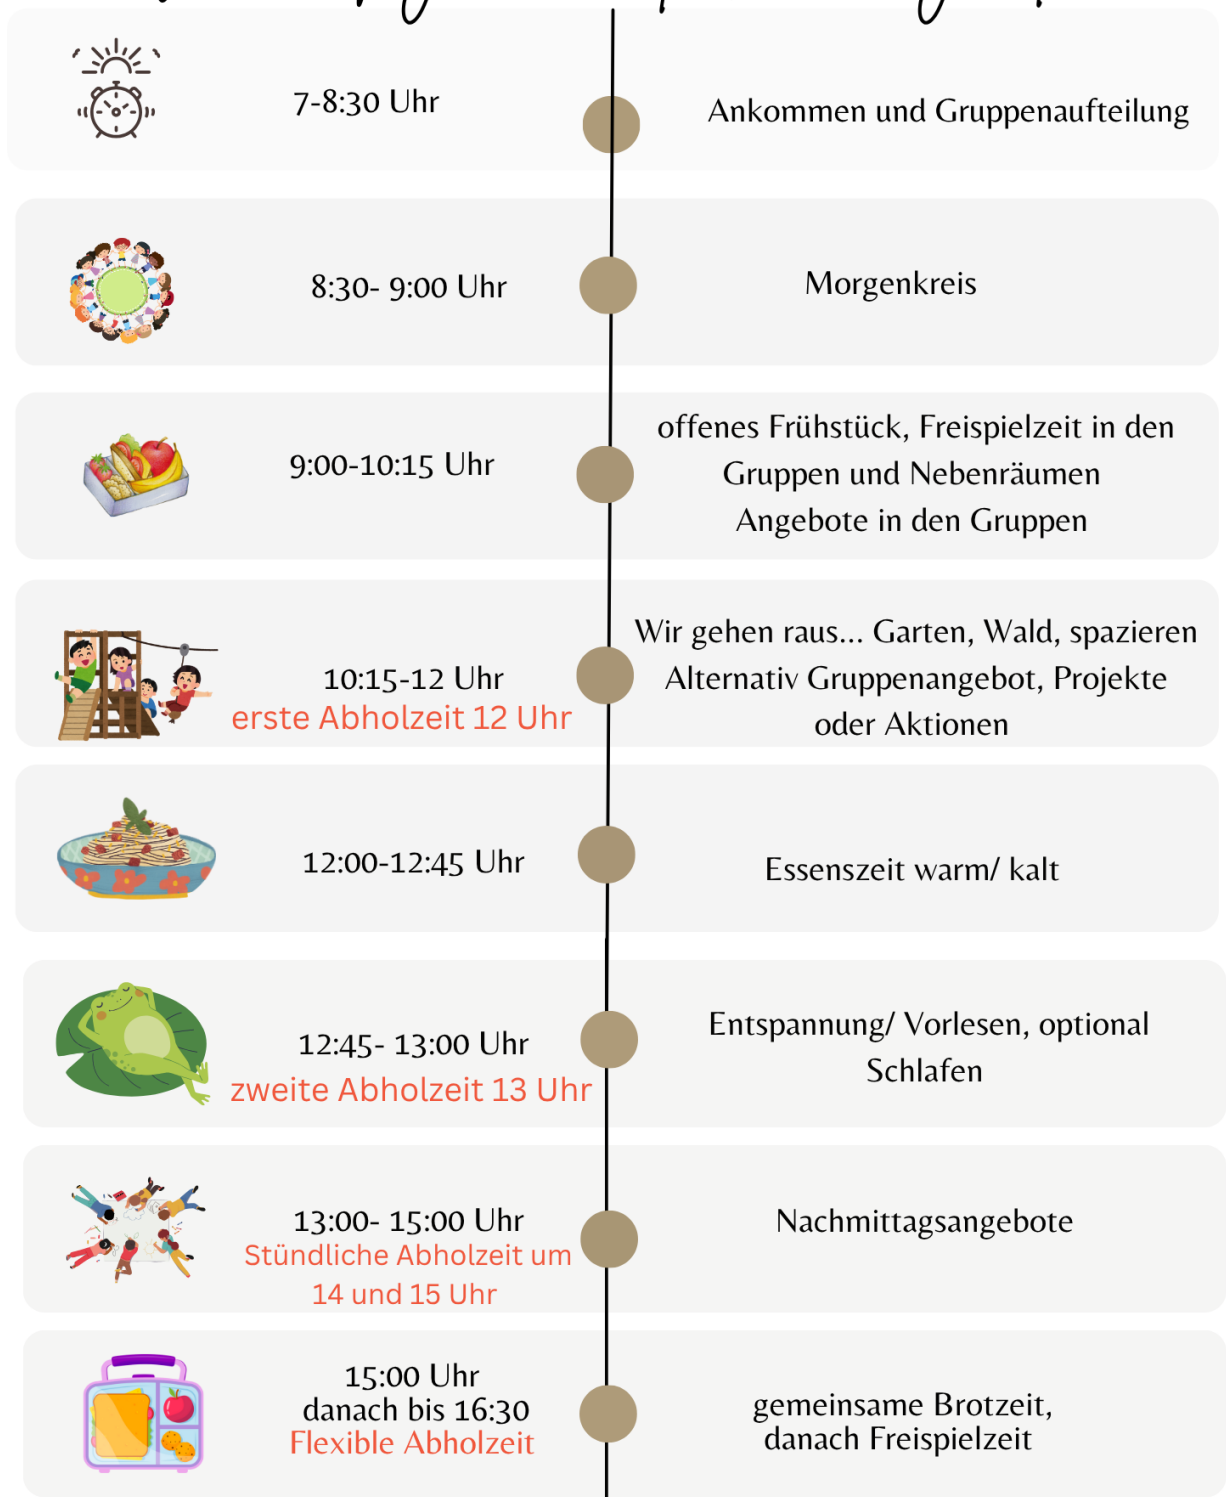 7-8:30 Uhr
Ankommen und Gruppenaufteilung
8:30- 9:00 Uhr
Morgenkreis
9:00-10:15 Uhr
offenes Frühstück, Freispielzeit in den
Gruppen und Nebenräumen
Angebote in den Gruppen
10:15-12 Uhr
erste Abholzeit 12 Uhr
Wir gehen raus... Garten, Wald, spazieren
Alternativ Gruppenangebot, Projekte
oder Aktionen
12:00-12:45 Uhr
Essenszeit warm/ kalt
12:45- 13:00 Uhr
zweite Abholzeit 13 Uhr
Entspannung/ Vorlesen, optional
Schlafen
13:00- 15:00 Uhr
Stündliche Abholzeit um
14 und 15 Uhr
Nachmittagsangebote
15:00 Uhr
danach bis 16:30
Flexible Abholzeit
gemeinsame Brotzeit,
danach Freispielzeit